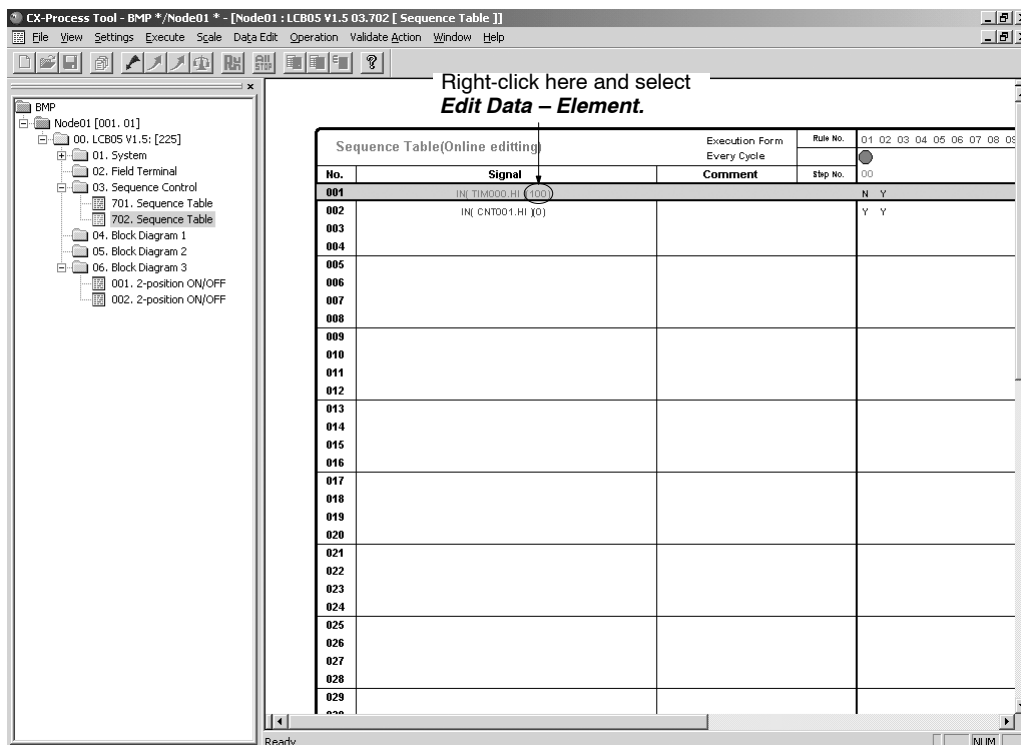 CX-Process Tool - BMP */Node01 * - [Node01 : LCB05 V1.5 03.702 [ Sequence Table ]]
File View Settings Execute Scale Data Edit Operation Validate Action Window Help
Right-click here and select
Edit Data – Element.
BMP
Node01 [001. 01]
00. LCB05 V1.5: [225]
01. System
02. Field Terminal
03. Sequence Control
701. Sequence Table
702. Sequence Table
04. Block Diagram 1
05. Block Diagram 2
06. Block Diagram 3
001. 2-position ON/OFF
002. 2-position ON/OFF
Sequence Table(Online editting) Execution Form Rule No. 01 02 03 04 05 06 07 08 09
Every Cycle
No. Signal Comment Step No. 00
001 IN( TIM000.HI )(100) N Y
002 IN( CNT001.HI )(0) Y Y
003
004
005
006
007
008
009
010
011
012
013
014
015
016
017
018
019
020
021
022
023
024
025
026
027
028
029
Ready NUM